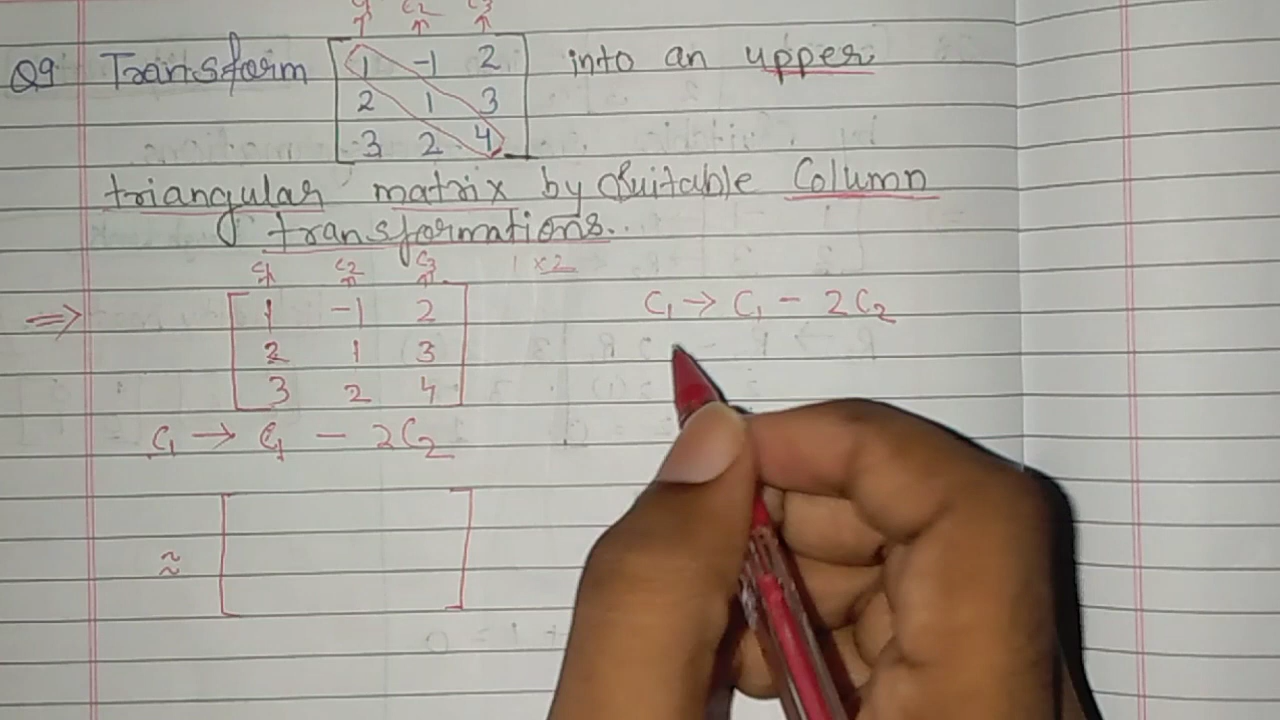 C1 C2 C3
Q9 Transform [ 1 -1 2 ] into an upper
2 1 3
3 2 4
triangular matrix by Suitable Column
transformations.
C1 C2 C3 1 × 2
⇒ [ 1 -1 2 ] C1 → C1 - 2C2
2 1 3
3 2 4
C1 → C1 - 2C2
≈ [ ]